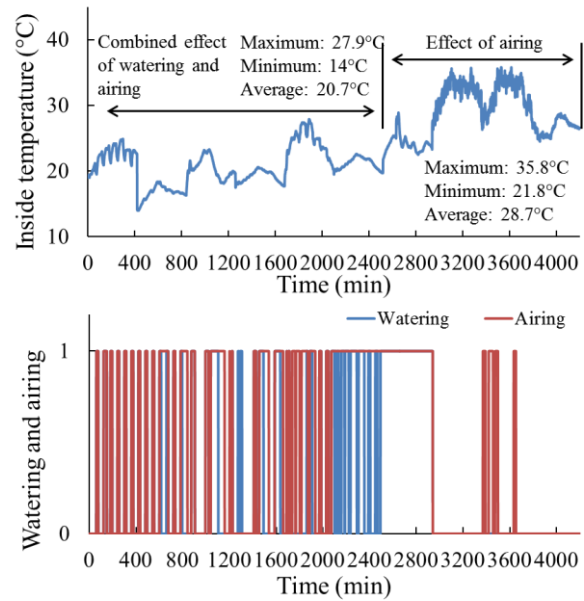 45
35
25
10
Inside temperature (°C)
Combined effect
of watering and
airing
Maximum: 27.9°C
Minimum: 14°C
Average: 20.7°C
Effect of airing
Maximum: 35.8°C
Minimum: 21.8°C
Average: 28.7°C
30
20
0 400 800 1200 1600 2000 2400 2800 3200 3600 4000
Time (min)
Watering Airing
1
0
Watering and airing
0 400 800 1200 1600 2000 2400 2800 3200 3600 4000
Time (min)